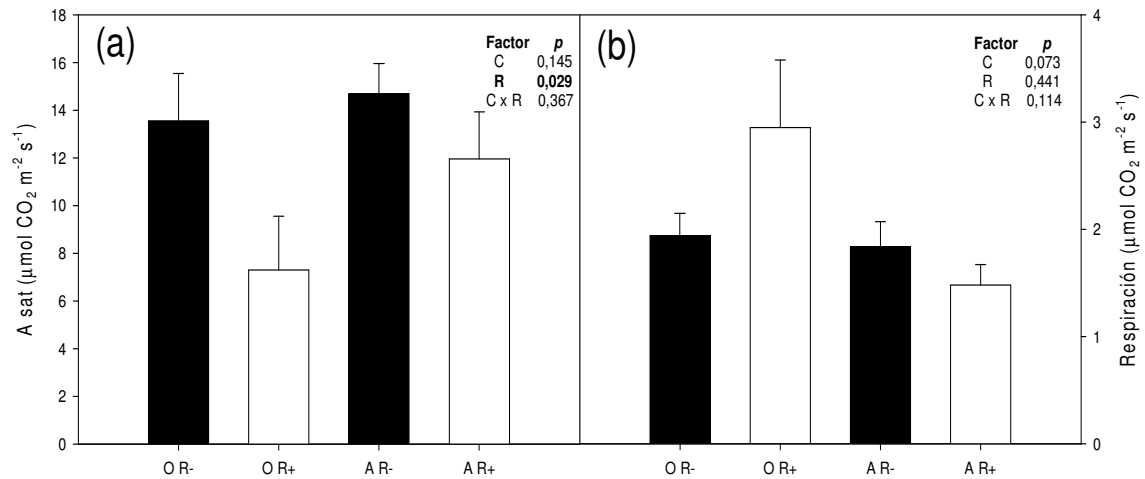 (a)
Factor p
C 0,145
R 0,029
C x R 0,367
A sat (µmol CO₂ m⁻² s⁻¹)
18
16
14
12
10
8
6
4
2
0
O R-
O R+
A R-
A R+
(b)
Factor p
C 0,073
R 0,441
C x R 0,114
4
3
2
1
0
Respiración (µmol CO₂ m⁻² s⁻¹)
O R-
O R+
A R-
A R+